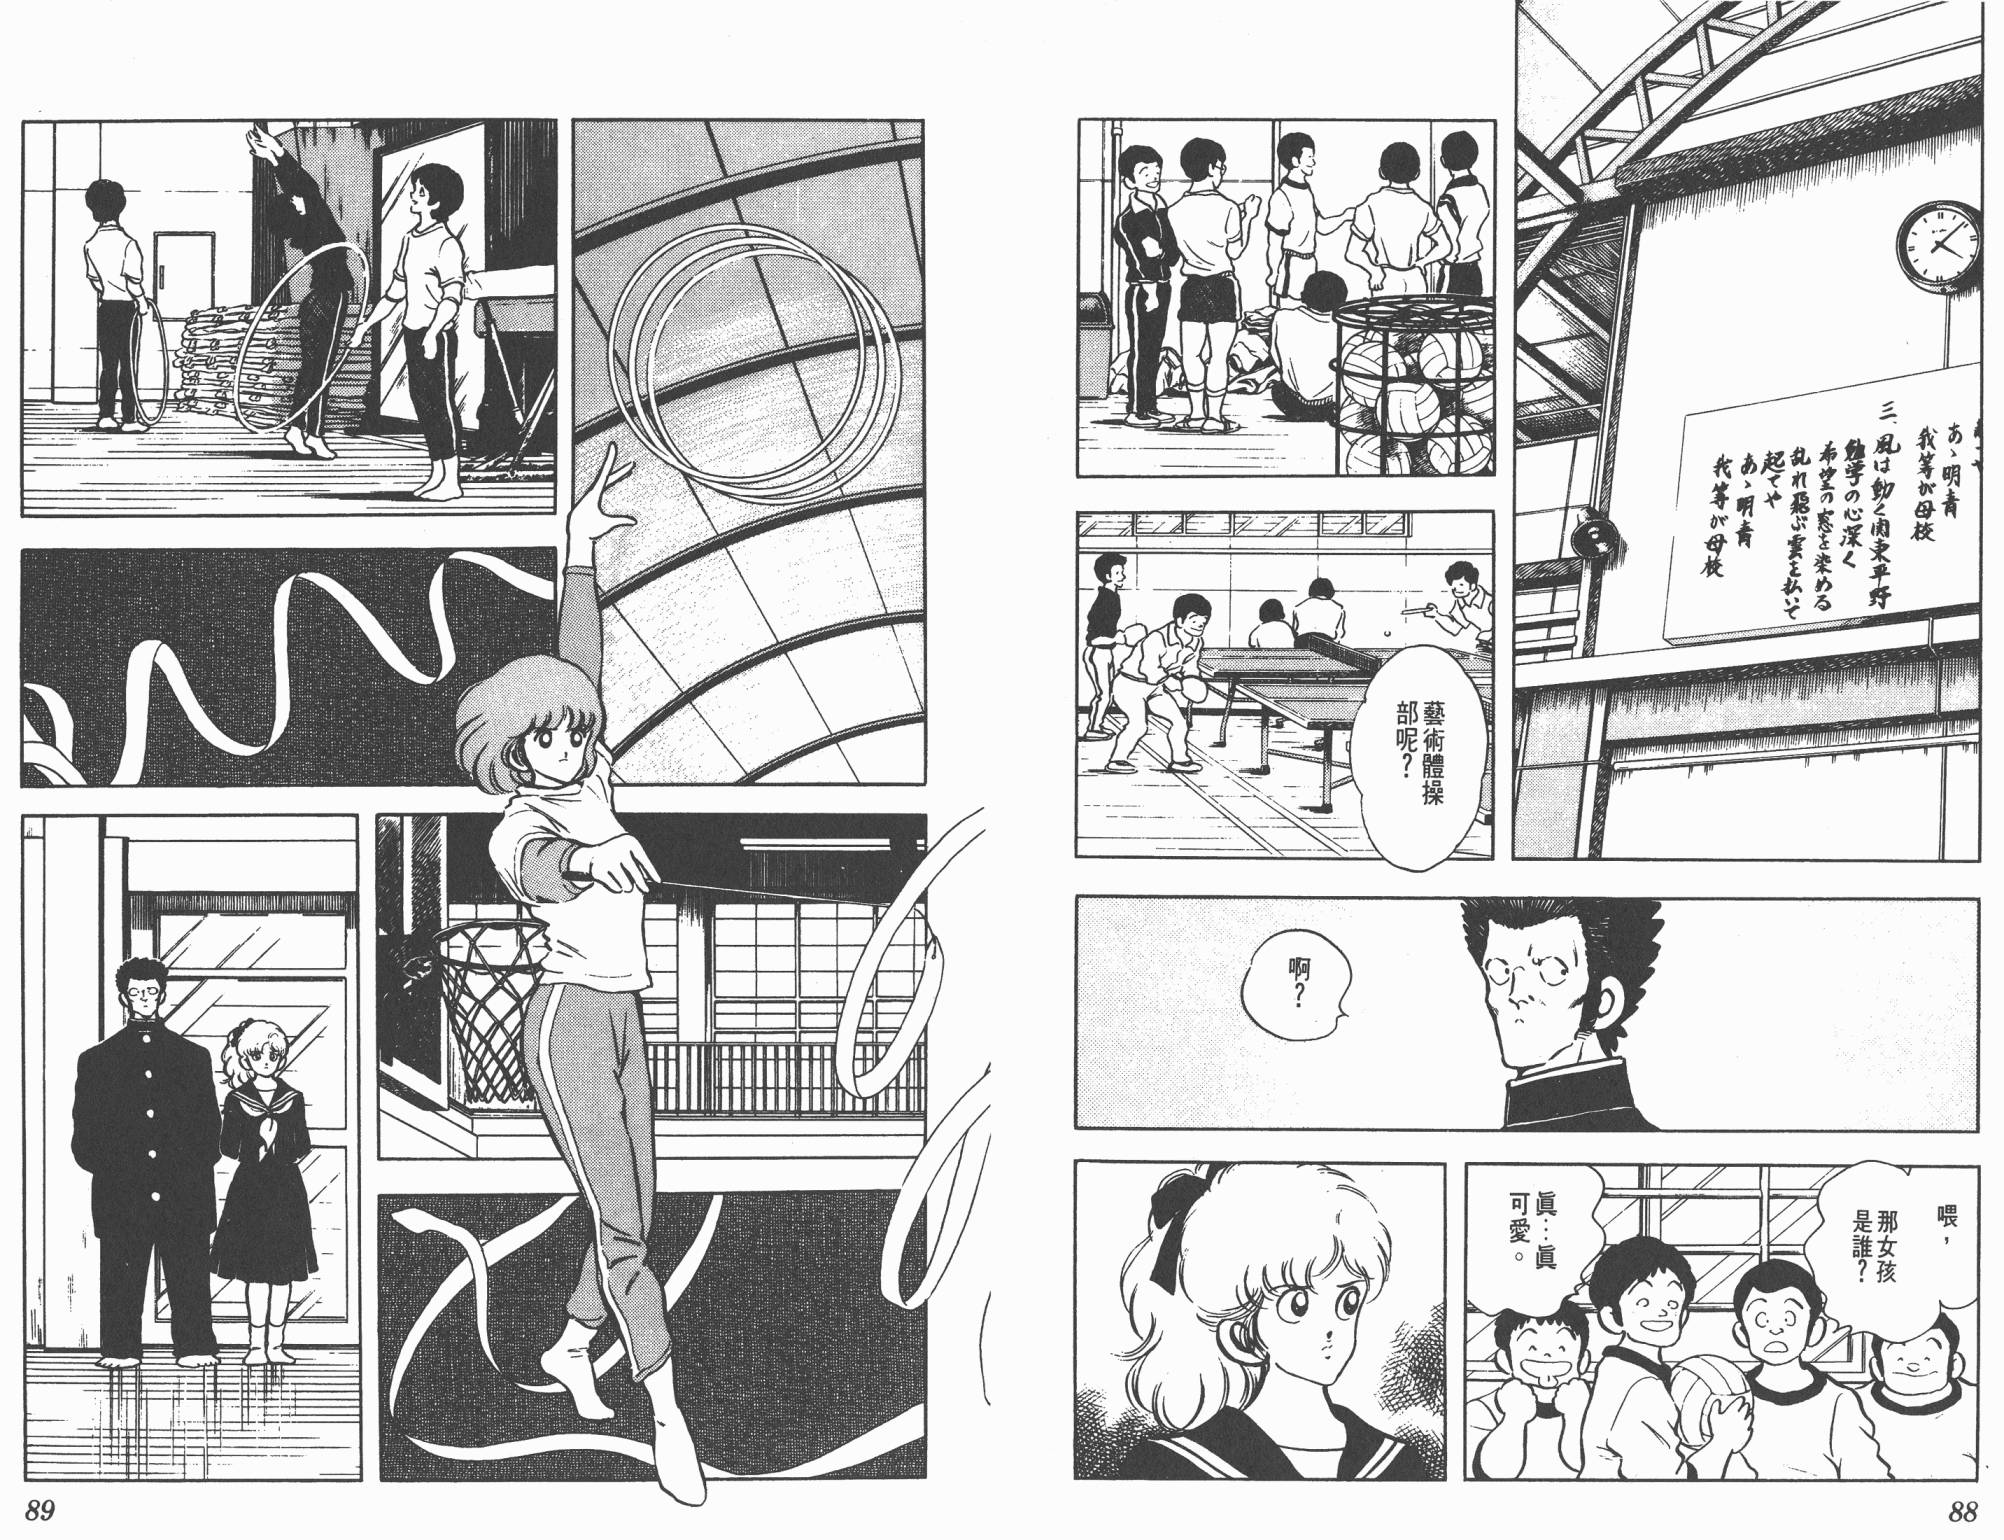 あゝ明青
我等が母校
三、風は動く関東平野
勉学の心深く
希望の窓を染める
乱れ飛ぶ雲を払いて
起てや
あゝ明青
我等が母校
藝術體操
部呢？
啊？
喂，
那女孩
是誰？
眞…眞
可愛。
88
89